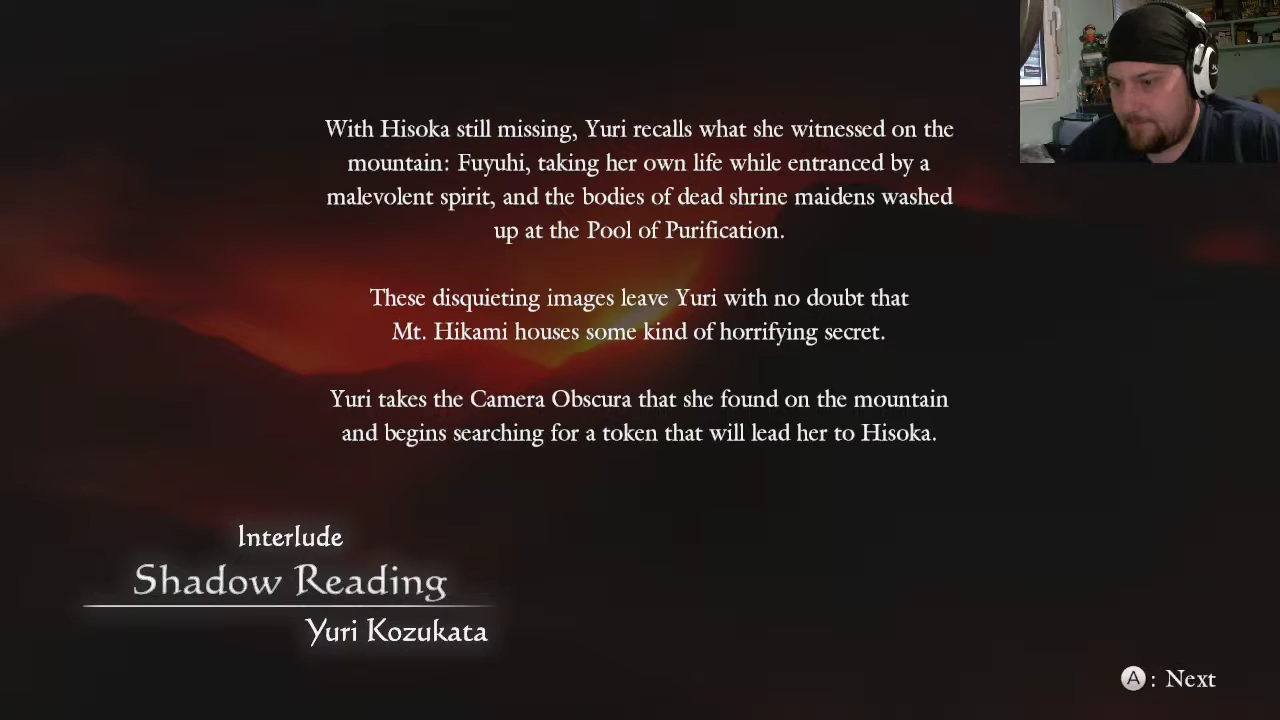 With Hisoka still missing, Yuri recalls what she witnessed on the
mountain: Fuyuhi, taking her own life while entranced by a
malevolent spirit, and the bodies of dead shrine maidens washed
up at the Pool of Purification.
These disquieting images leave Yuri with no doubt that
Mt. Hikami houses some kind of horrifying secret.
Yuri takes the Camera Obscura that she found on the mountain
and begins searching for a token that will lead her to Hisoka.
Interlude
Shadow Reading
Yuri Kozukata
A : Next